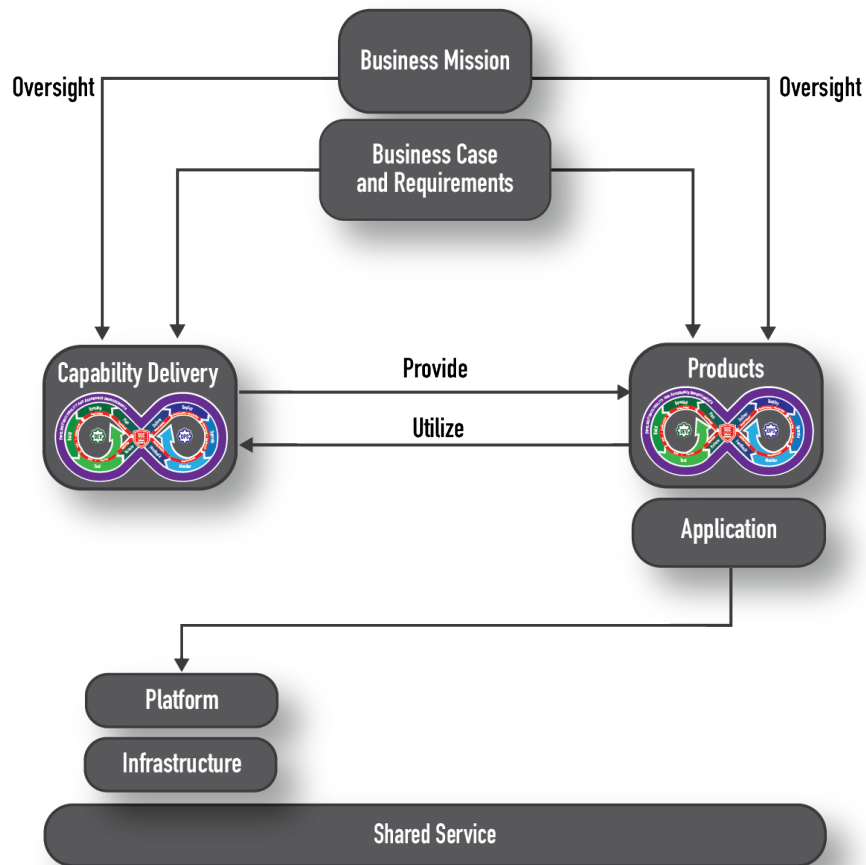 Business Mission
Oversight
Oversight
Business Case
and Requirements
Capability Delivery
Provide
Products
Utilize
Application
Platform
Infrastructure
Shared Service